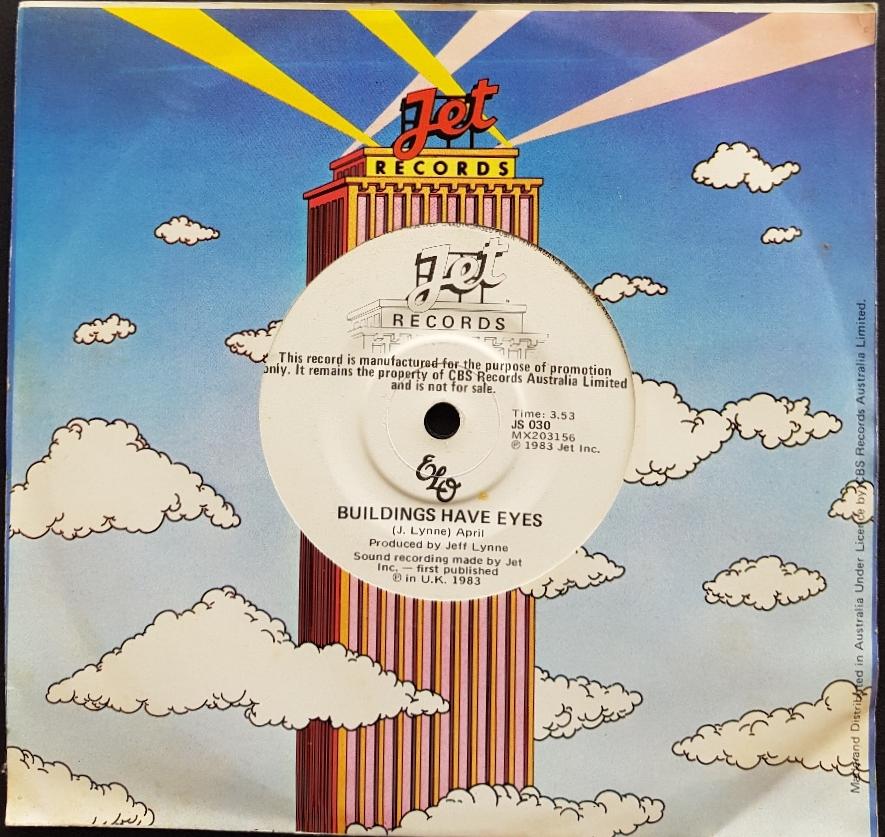 Jet
RECORDS
Jet
RECORDS
This record is manufactured for the purpose of promotion
only. It remains the property of CBS Records Australia Limited
and is not for sale.
Time: 3.53
JS 030
MX203156
℗ 1983 Jet Inc.
ELO
BUILDINGS HAVE EYES
(J. Lynne) April
Produced by Jeff Lynne
Sound recording made by Jet
Inc. — first published
℗ in U.K. 1983
and Distributed in Australia Under Licence by CBS Records Australia Limited.